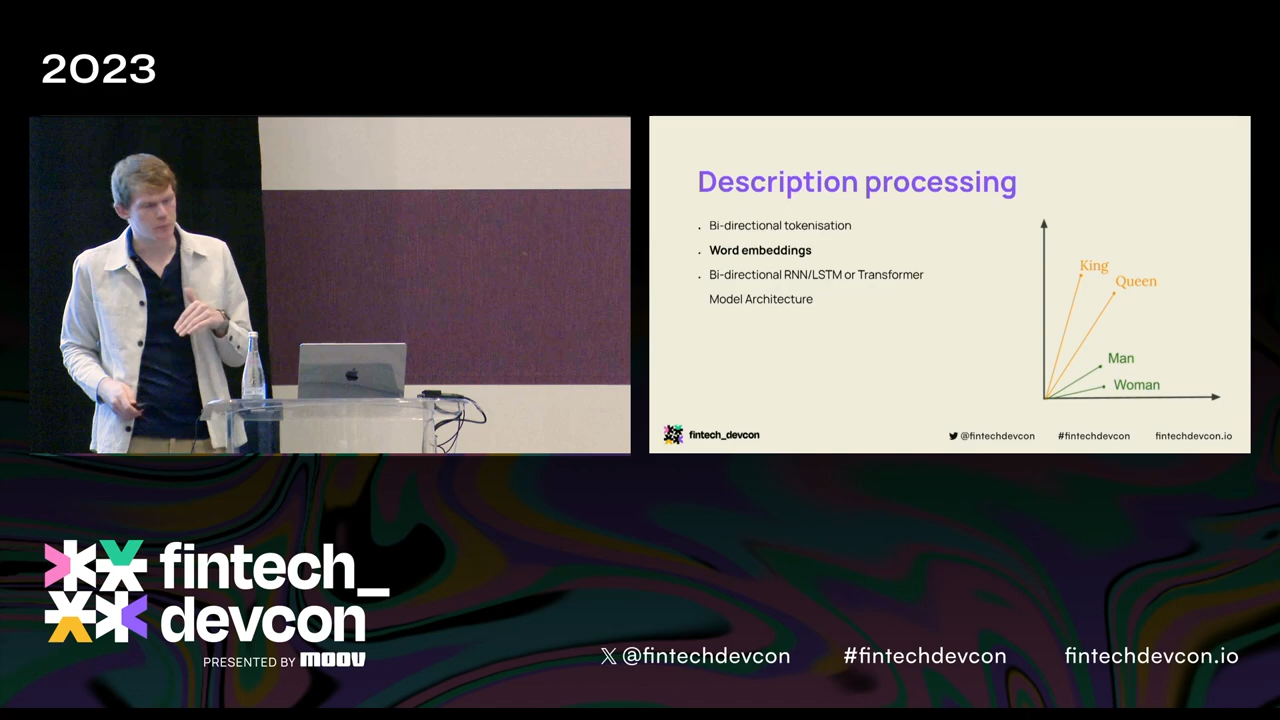 2023
Description processing
Bi-directional tokenisation
Word embeddings
Bi-directional RNN/LSTM or Transformer
Model Architecture
King
Queen
Man
Woman
fintech_devcon
@fintechdevcon
#fintechdevcon
fintechdevcon.io
fintech_
devcon
PRESENTED BY MOOV
@fintechdevcon
#fintechdevcon
fintechdevcon.io